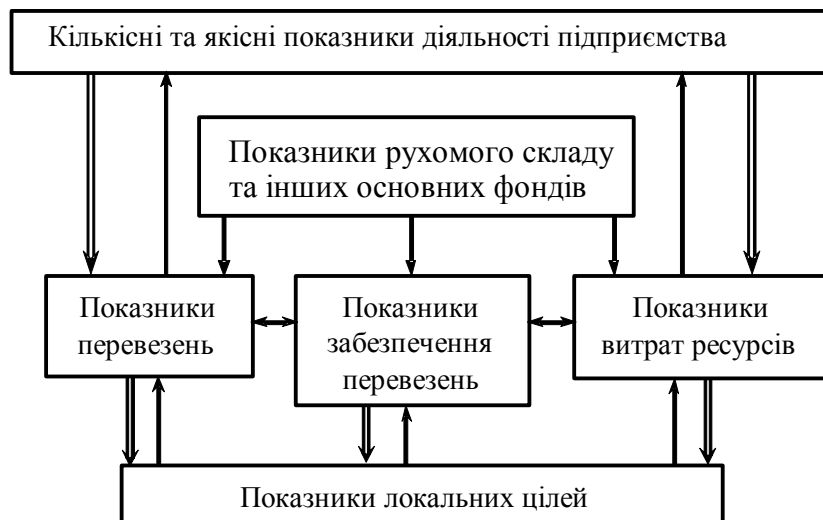 Кількісні та якісні показники діяльності підприємства
Показники рухомого складу
та інших основних фондів
Показники
перевезень
Показники
забезпечення
перевезень
Показники
витрат ресурсів
Показники локальних цілей